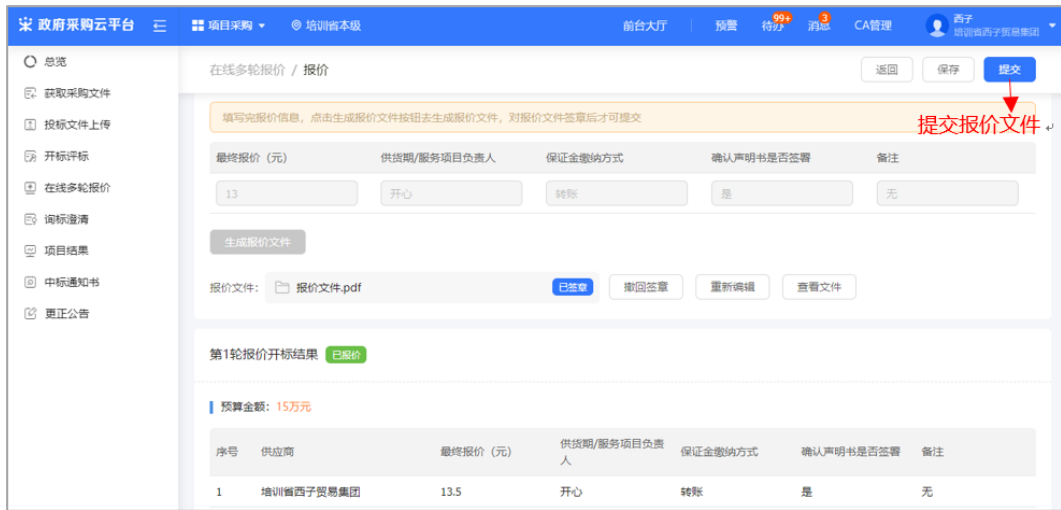 政府采购云平台 项目采购 培训省本级 前台大厅 预警 待办 99+ 消息 3 CA管理 西子
培训省西子贸易集团
总览
获取采购文件
投标文件上传
开标评标
在线多轮报价
询标澄清
项目结果
中标通知书
更正公告
在线多轮报价 / 报价 返回 保存 提交
填写完报价信息，点击生成报价文件按钮去生成报价文件，对报价文件签章后才可提交
提交报价文件
最终报价（元） 供货期/服务项目负责人 保证金缴纳方式 确认声明书是否签署 备注
13 开心 转账 是 无
生成报价文件
报价文件： 报价文件.pdf 已签章 撤回签章 重新编辑 查看文件
第1轮报价开标结果 已报价
预算金额：15万元
序号 供应商 最终报价（元） 供货期/服务项目负责人 保证金缴纳方式 确认声明书是否签署 备注
1 培训省西子贸易集团 13.5 开心 转账 是 无